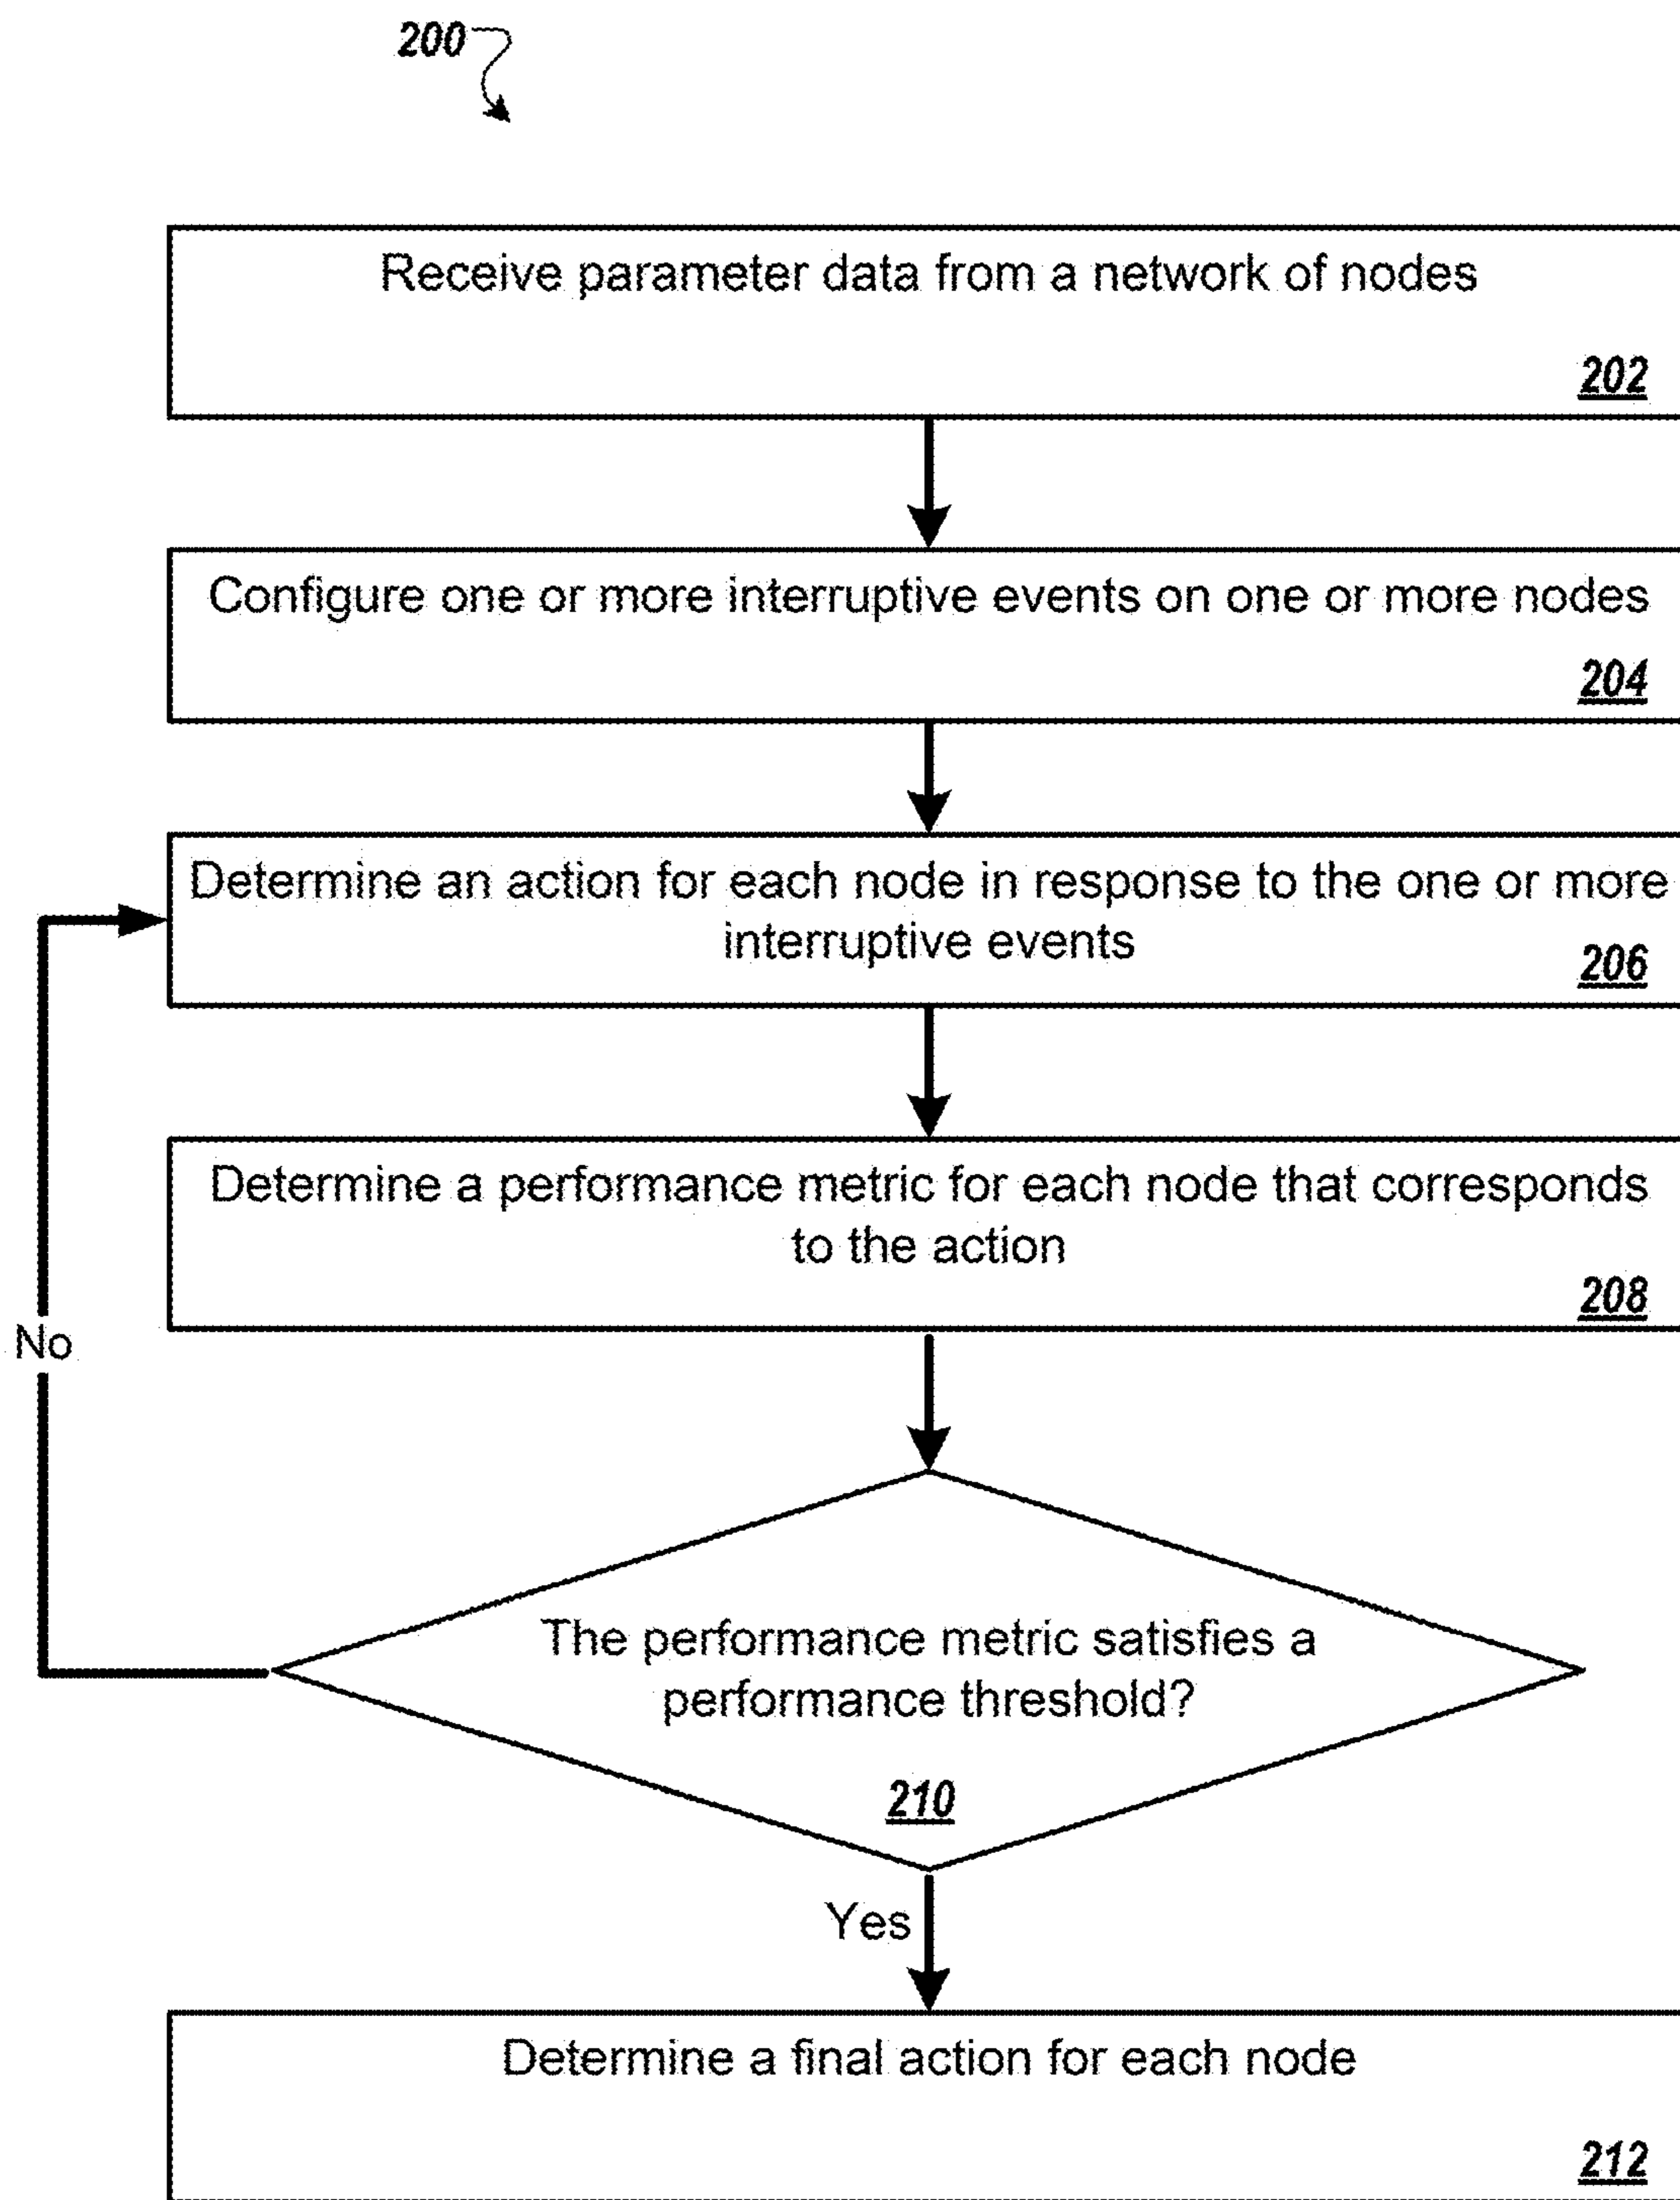 200
Receive parameter data from a network of nodes
202
Configure one or more interruptive events on one or more nodes
204
Determine an action for each node in response to the one or more
interruptive events
206
Determine a performance metric for each node that corresponds
to the action
208
No
The performance metric satisfies a
performance threshold?
210
Yes
Determine a final action for each node
212